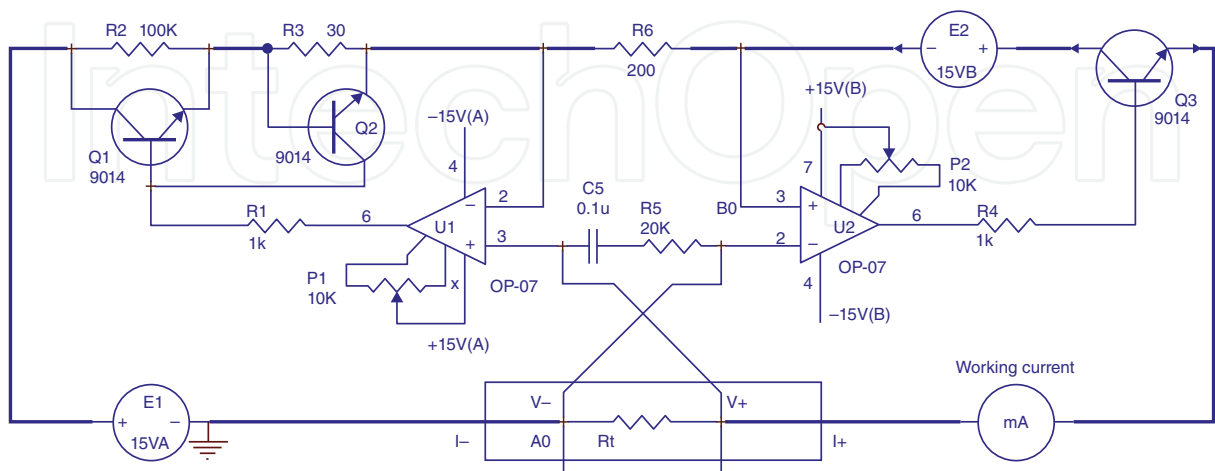 R2 100K
R3 30
R6
200
E2
15VB
Q3
9014
IntechOpen
Q1
9014
Q2
9014
−15V(A)
4
+15V(B)
7
P2
10K
R1
1k
6
U1
2
3
−
+
C5
0.1u
R5
20K
B0
3
2
+
−
U2
6
R4
1k
OP-07
P1
10K
x
OP-07
4
−15V(B)
+15V(A)
Working current
mA
E1
15VA
+
−
V−
V+
I−
A0
Rt
I+
−
+